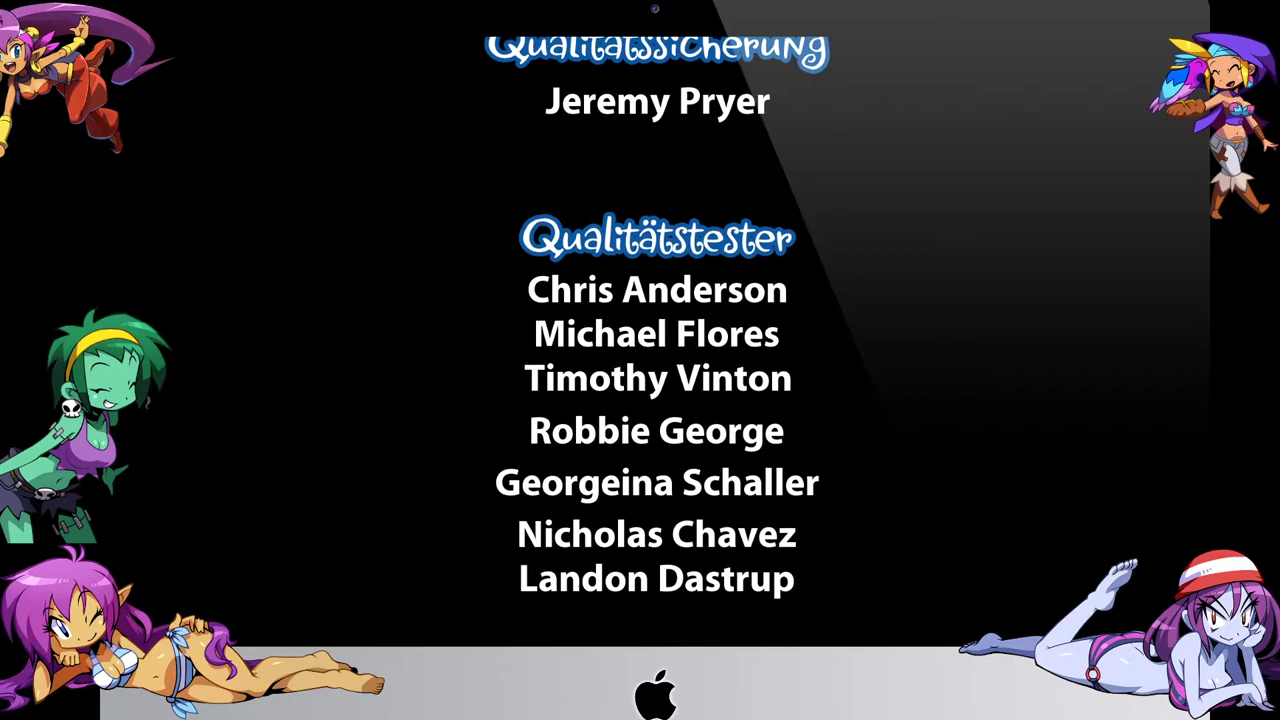 Qualitätssicherung
Jeremy Pryer
Qualitätstester
Chris Anderson
Michael Flores
Timothy Vinton
Robbie George
Georgeina Schaller
Nicholas Chavez
Landon Dastrup